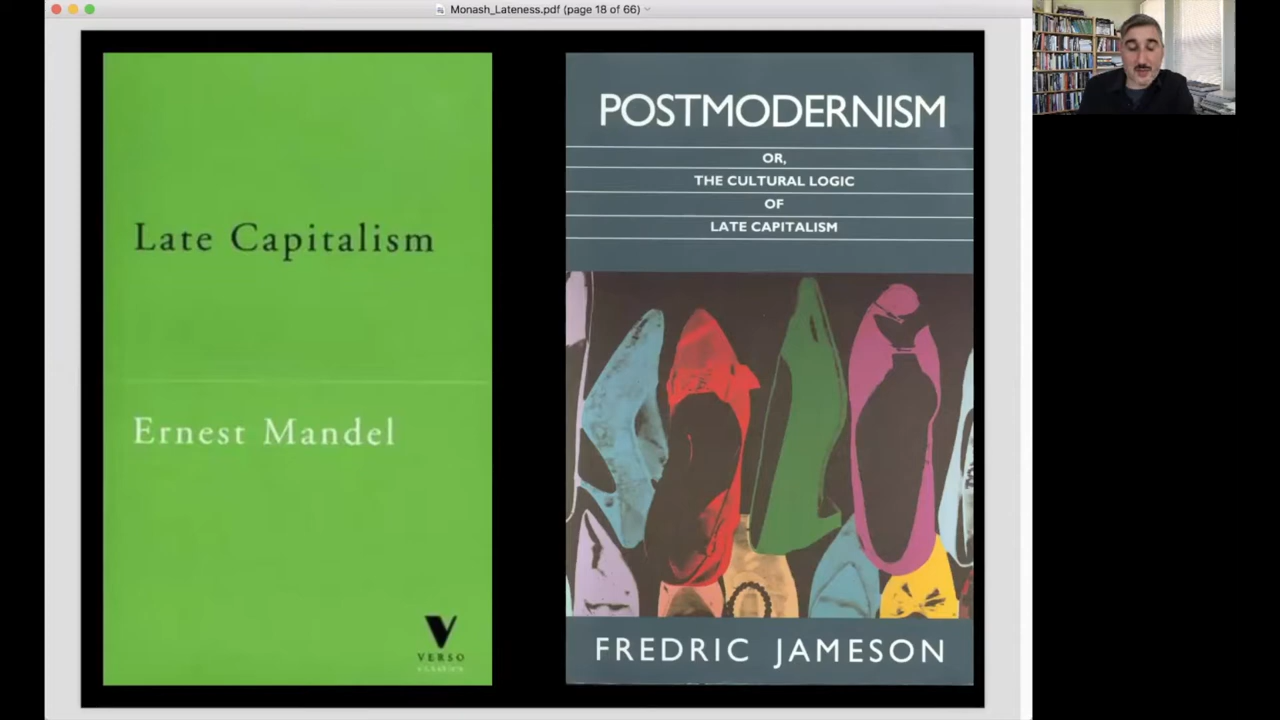 Monash_Lateness.pdf (page 18 of 66)
Late Capitalism
Ernest Mandel
V
VERSO
POSTMODERNISM
OR,
THE CULTURAL LOGIC
OF
LATE CAPITALISM
FREDRIC JAMESON